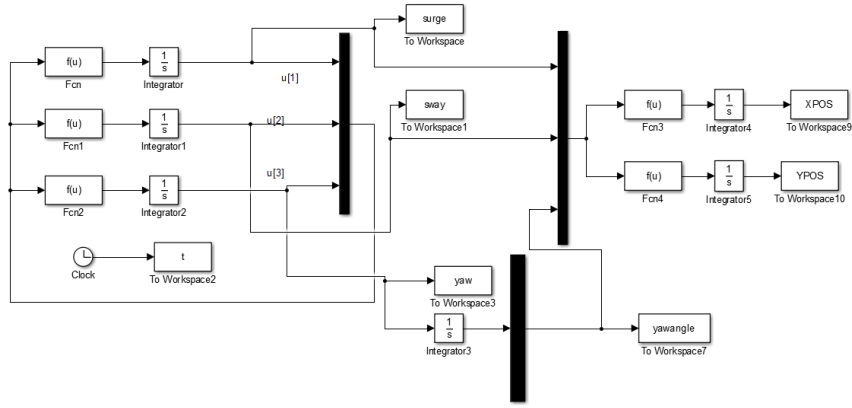 surge
To Workspace
f(u)
Fcn
1
s
Integrator
u[1]
f(u)
Fcn1
1
s
Integrator1
u[2]
sway
To Workspace1
f(u)
Fcn3
1
s
Integrator4
XPOS
To Workspace9
f(u)
Fcn2
1
s
Integrator2
u[3]
f(u)
Fcn4
1
s
Integrator5
YPOS
To Workspace10
Clock
t
To Workspace2
yaw
To Workspace3
1
s
Integrator3
yawangle
To Workspace7